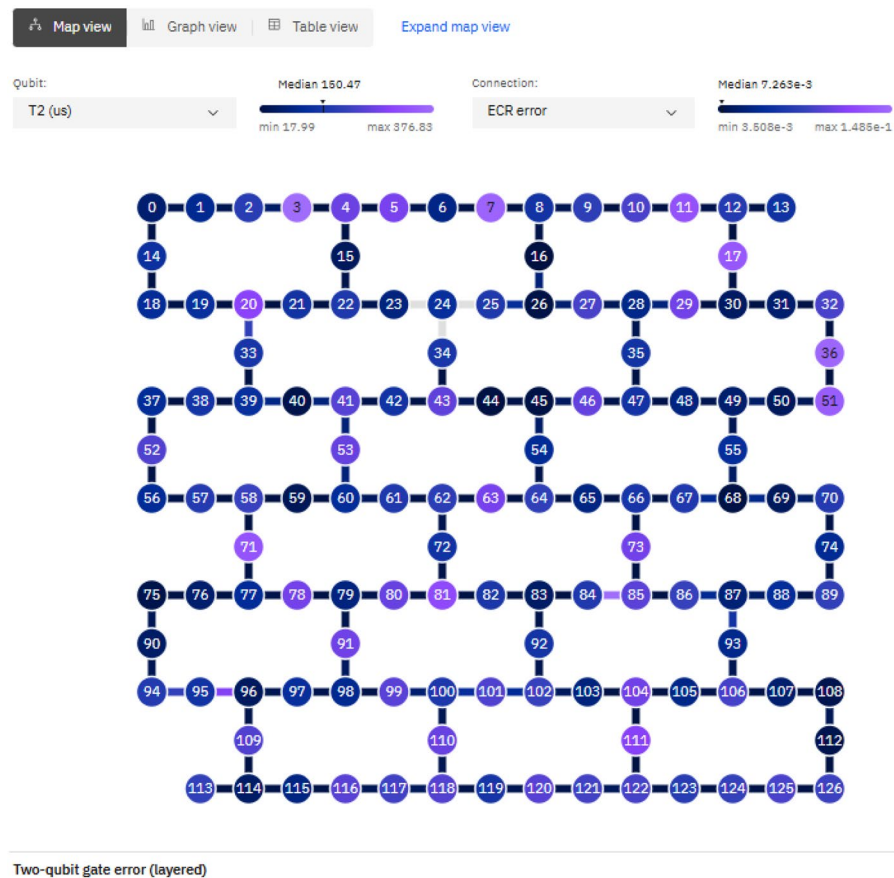 Map view Graph view Table view Expand map view
Qubit: Median 150.47 Connection: Median 7.263e-3
T2 (us) ECR error
min 17.99 max 376.83 min 3.508e-3 max 1.485e-1
0 1 2 3 4 5 6 7 8 9 10 11 12 13
14 15 16 17
18 19 20 21 22 23 24 25 26 27 28 29 30 31 32
33 34 35 36
37 38 39 40 41 42 43 44 45 46 47 48 49 50 51
52 53 54 55
56 57 58 59 60 61 62 63 64 65 66 67 68 69 70
71 72 73 74
75 76 77 78 79 80 81 82 83 84 85 86 87 88 89
90 91 92 93
94 95 96 97 98 99 100 101 102 103 104 105 106 107 108
109 110 111 112
113 114 115 116 117 118 119 120 121 122 123 124 125 126
Two-qubit gate error (layered)